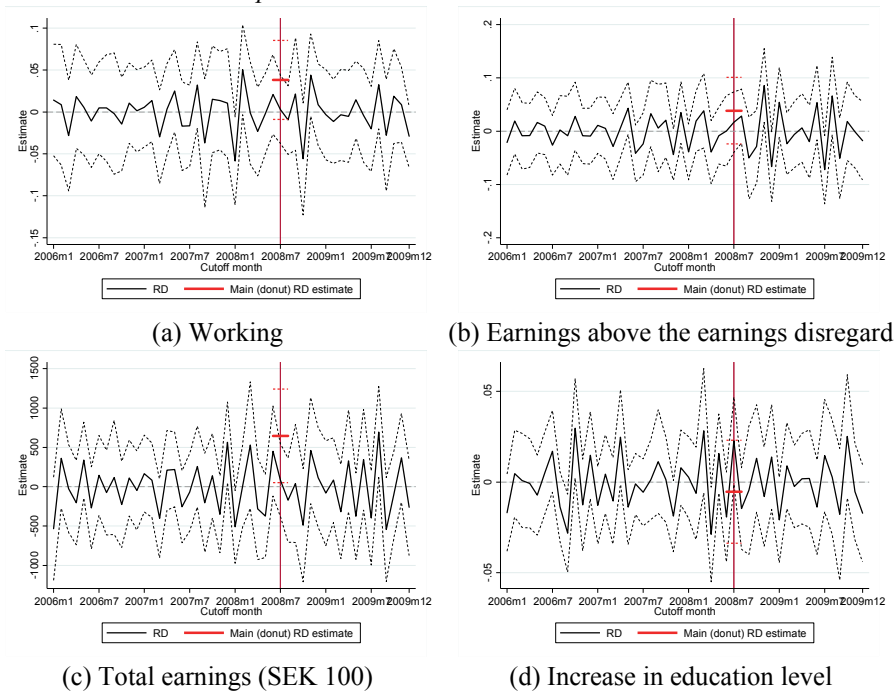 .1
.05
0
-.05
-.1
-.15
Estimate
2006m1 2006m7 2007m1 2007m7 2008m1 2008m7 2009m1 2009m7 2009m12
Cutoff month
RD Main (donut) RD estimate
(a) Working
.2
.1
0
-.1
-.2
Estimate
2006m1 2006m7 2007m1 2007m7 2008m1 2008m7 2009m1 2009m7 2009m12
Cutoff month
RD Main (donut) RD estimate
(b) Earnings above the earnings disregard
1500
1000
500
0
-500
-1000
Estimate
2006m1 2006m7 2007m1 2007m7 2008m1 2008m7 2009m1 2009m7 2009m12
Cutoff month
RD Main (donut) RD estimate
(c) Total earnings (SEK 100)
.05
0
-.05
Estimate
2006m1 2006m7 2007m1 2007m7 2008m1 2008m7 2009m1 2009m7 2009m12
Cutoff month
RD Main (donut) RD estimate
(d) Increase in education level